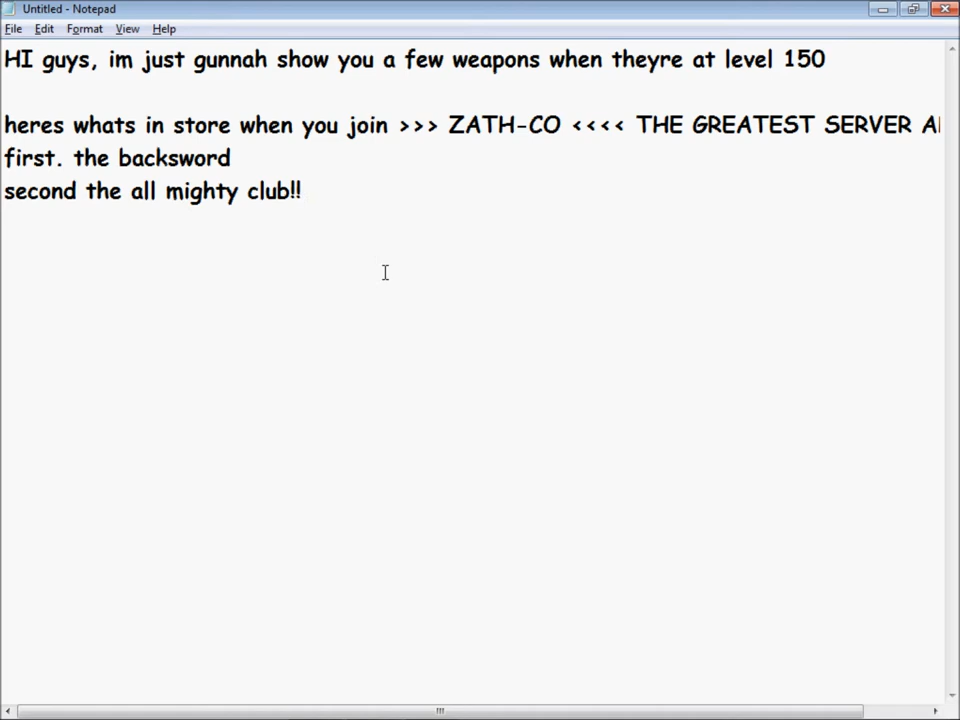 Untitled - Notepad
File Edit Format View Help
HI guys, im just gunnah show you a few weapons when theyre at level 150
heres whats in store when you join >>> ZATH-CO <<<< THE GREATEST SERVER
first. the backsword
second the all mighty club!!